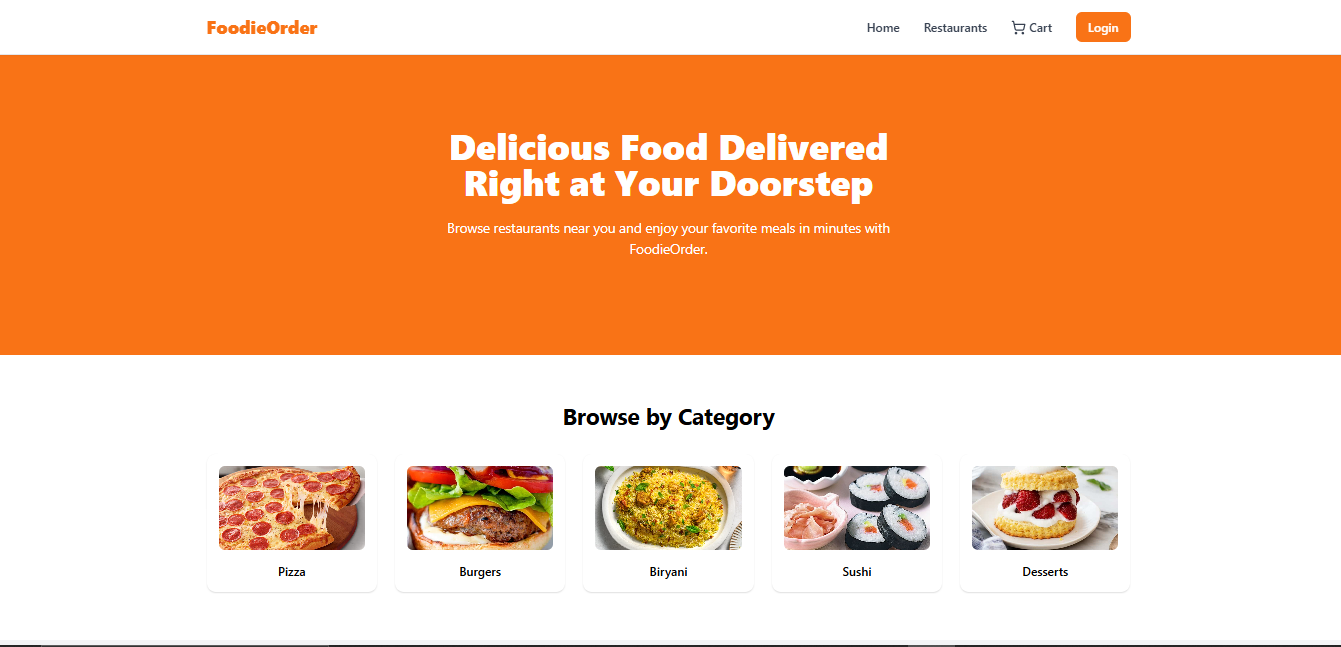 FoodieOrder
Home
Restaurants
Cart
Login
Delicious Food Delivered
Right at Your Doorstep
Browse restaurants near you and enjoy your favorite meals in minutes with
FoodieOrder.
Browse by Category
Pizza
Burgers
Biryani
Sushi
Desserts